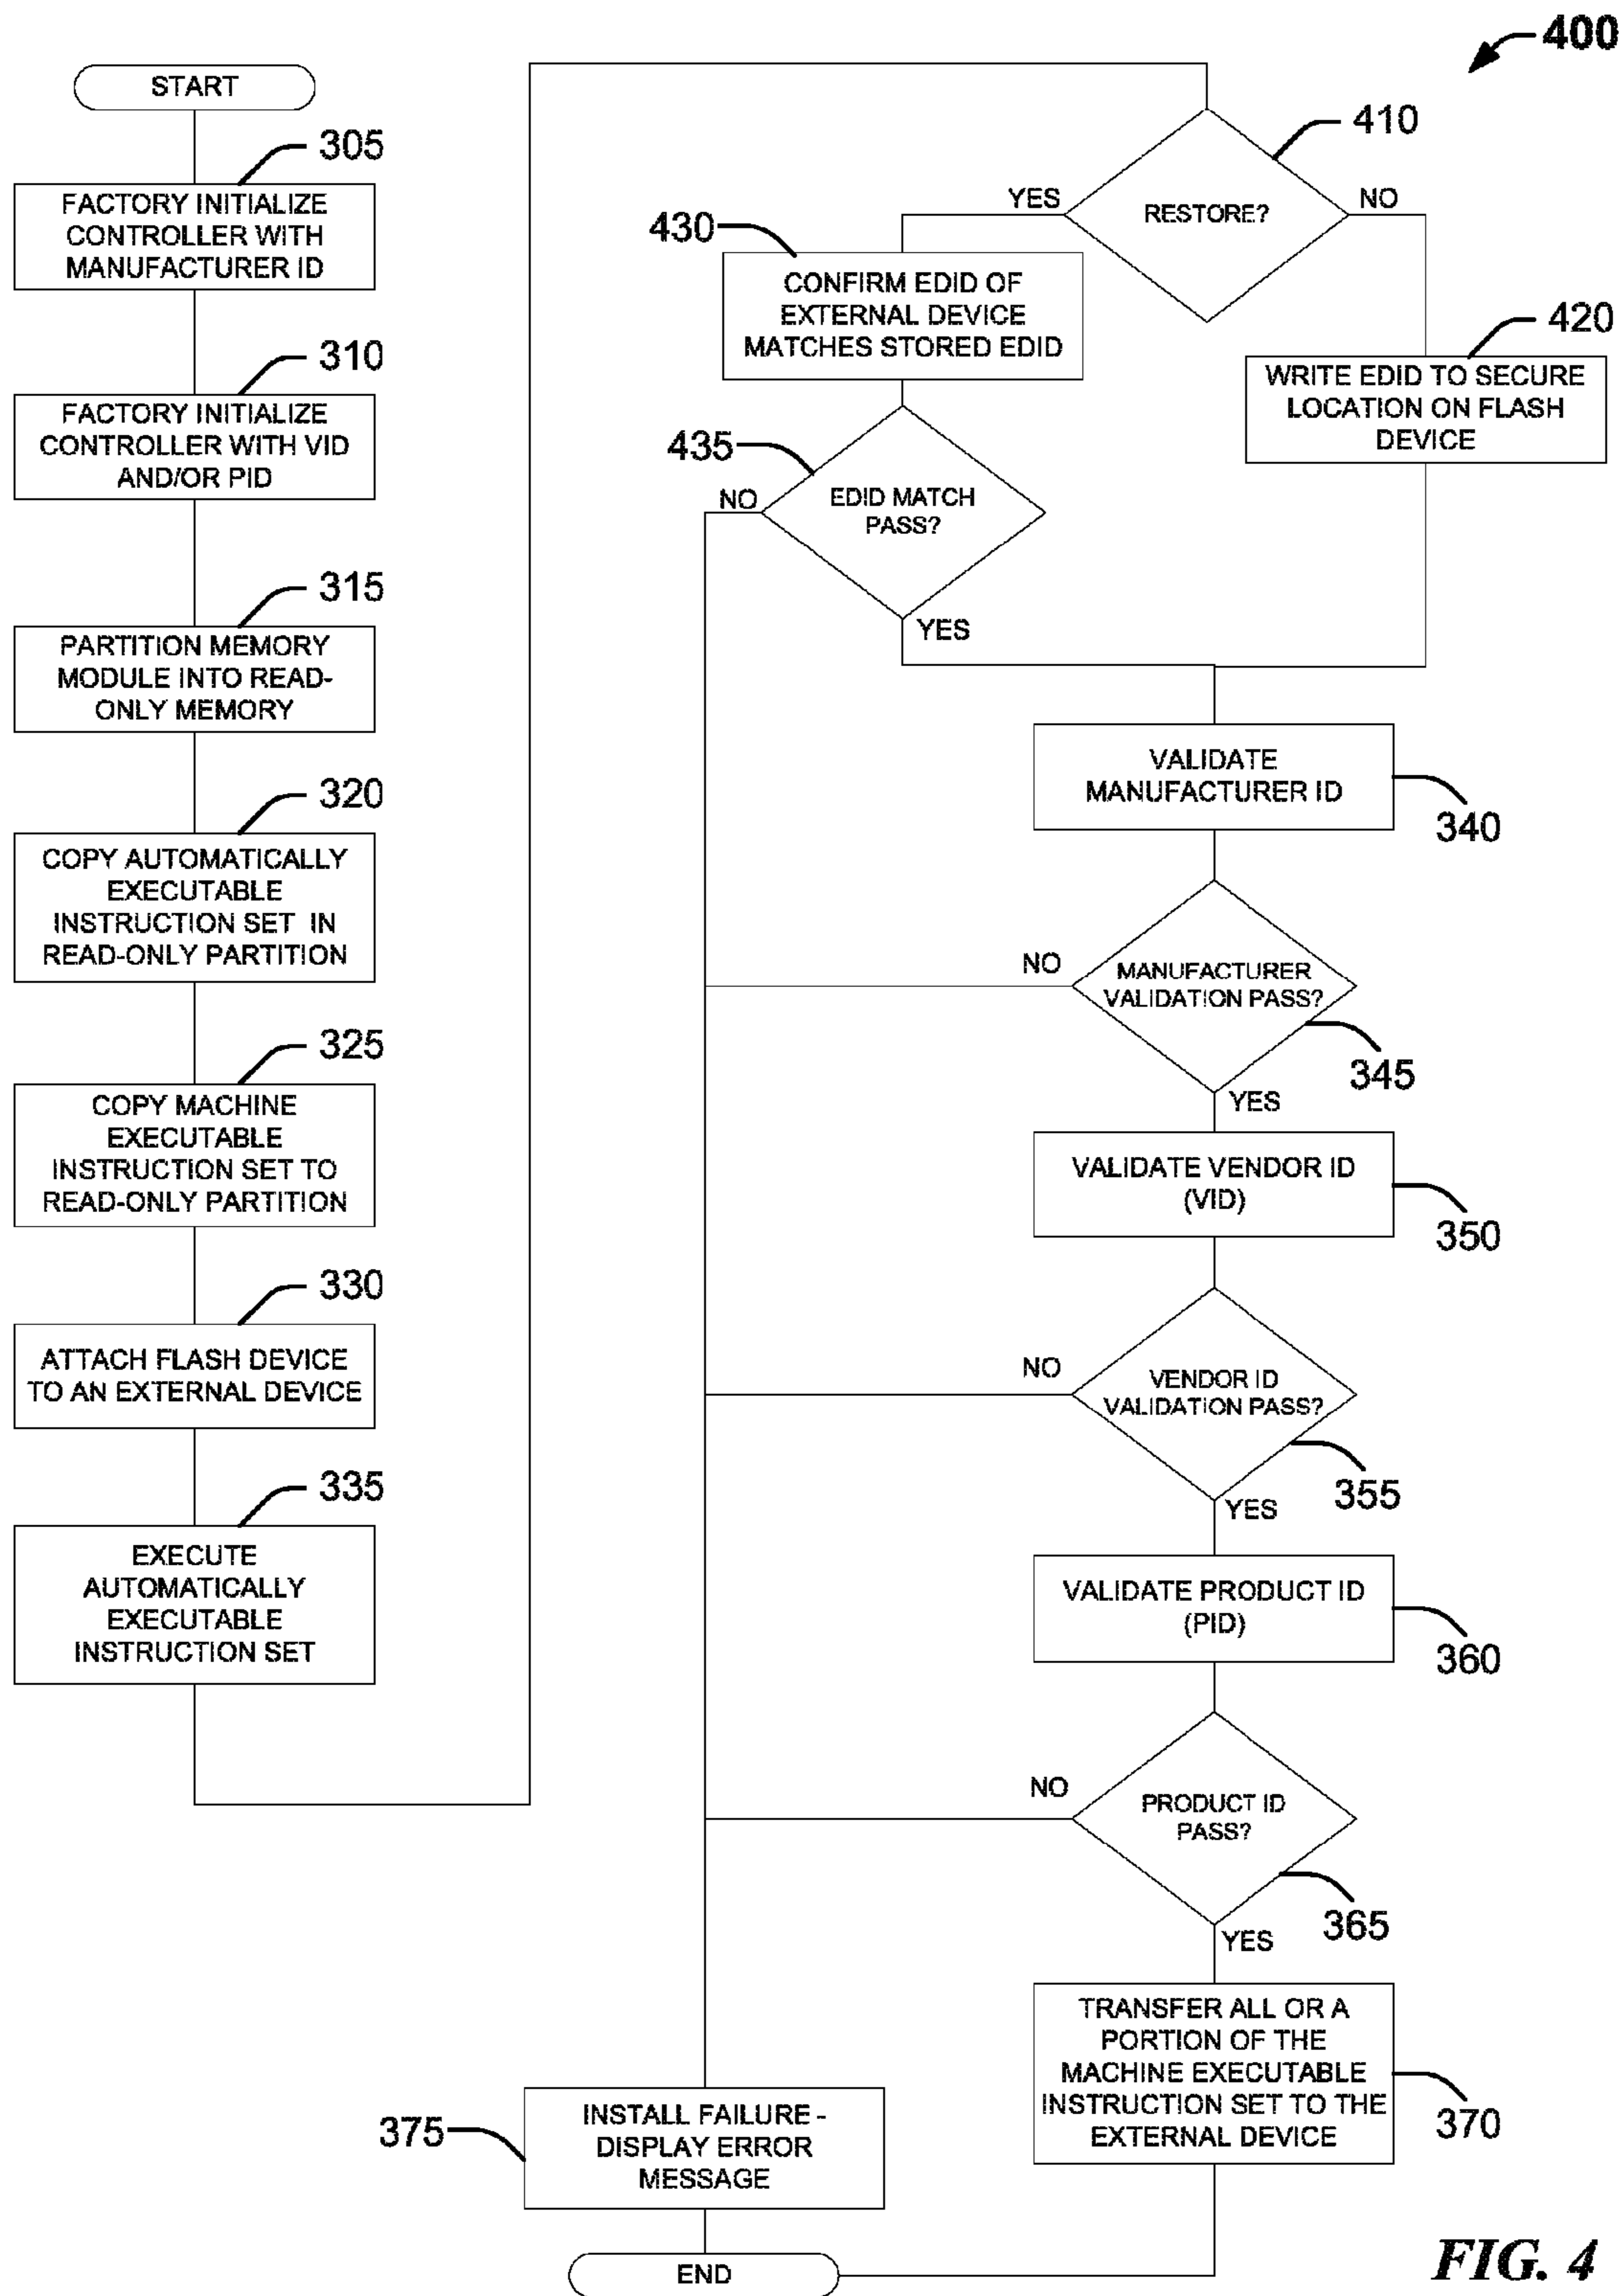 400
START
305
FACTORY INITIALIZE
CONTROLLER WITH
MANUFACTURER ID
310
FACTORY INITIALIZE
CONTROLLER WITH VID
AND/OR PID
315
PARTITION MEMORY
MODULE INTO READ-
ONLY MEMORY
320
COPY AUTOMATICALLY
EXECUTABLE
INSTRUCTION SET IN
READ-ONLY PARTITION
325
COPY MACHINE
EXECUTABLE
INSTRUCTION SET TO
READ-ONLY PARTITION
330
ATTACH FLASH DEVICE
TO AN EXTERNAL DEVICE
335
EXECUTE
AUTOMATICALLY
EXECUTABLE
INSTRUCTION SET
410
RESTORE?
YES
NO
430
CONFIRM EDID OF
EXTERNAL DEVICE
MATCHES STORED EDID
420
WRITE EDID TO SECURE
LOCATION ON FLASH
DEVICE
435
EDID MATCH
PASS?
NO
YES
VALIDATE
MANUFACTURER ID
340
MANUFACTURER
VALIDATION PASS?
NO
345
YES
VALIDATE VENDOR ID
(VID)
350
VENDOR ID
VALIDATION PASS?
NO
355
YES
VALIDATE PRODUCT ID
(PID)
360
PRODUCT ID
PASS?
NO
365
YES
TRANSFER ALL OR A
PORTION OF THE
MACHINE EXECUTABLE
INSTRUCTION SET TO THE
EXTERNAL DEVICE
370
375
INSTALL FAILURE -
DISPLAY ERROR
MESSAGE
END
FIG. 4